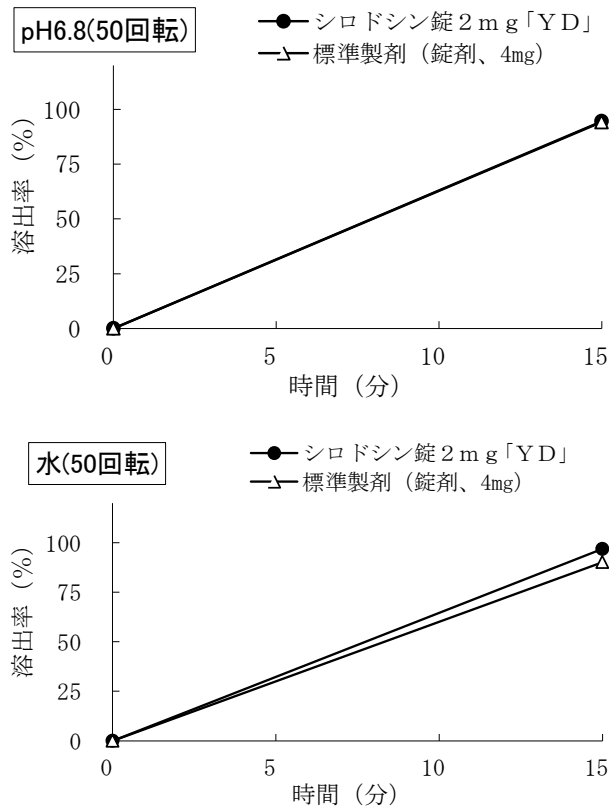 pH6.8(50回転)
シロドシン錠２ｍｇ「ＹＤ」
標準製剤（錠剤、4mg）
100
75
50
25
0
溶出率（%）
0 5 10 15
時間（分）
水(50回転)
シロドシン錠２ｍｇ「ＹＤ」
標準製剤（錠剤、4mg）
100
75
50
25
0
溶出率（%）
0 5 10 15
時間（分）